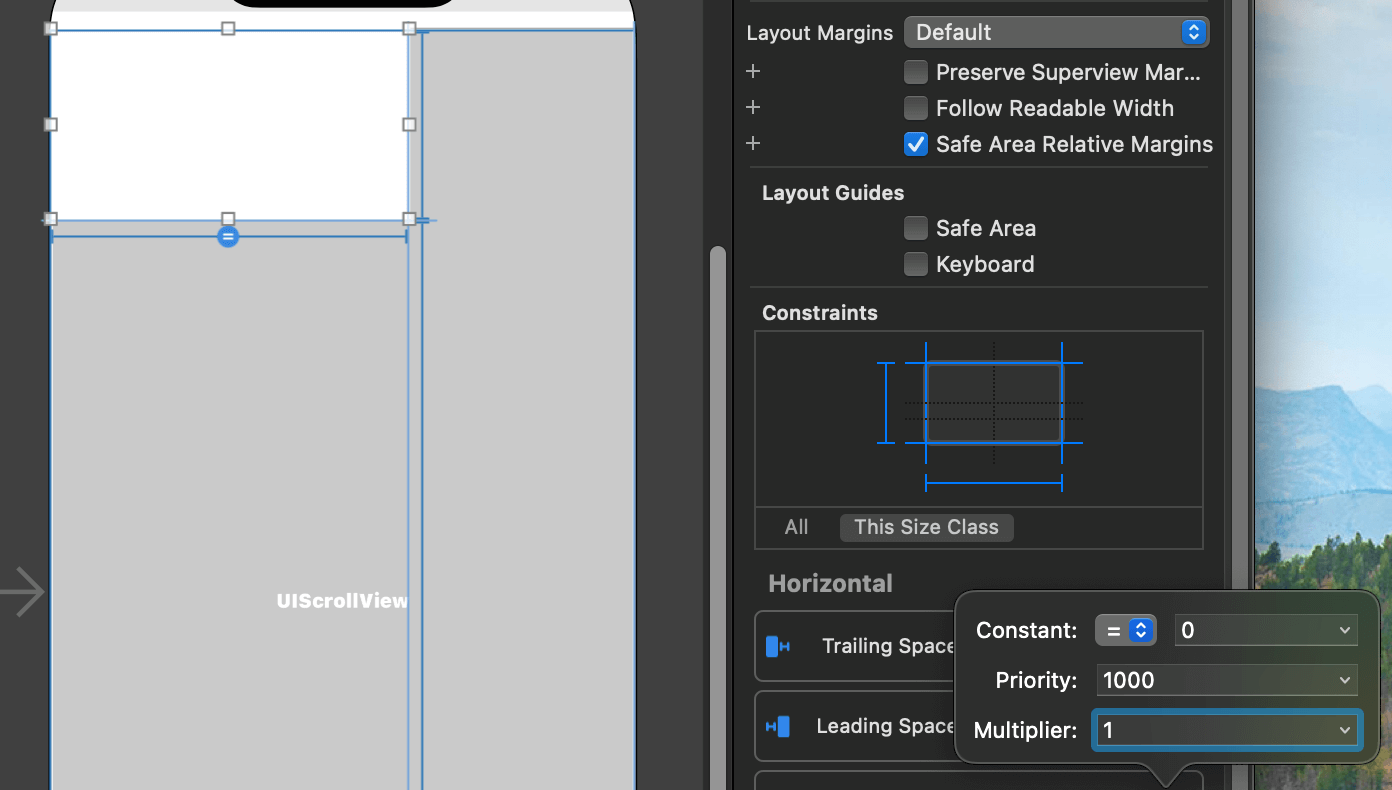 Layout Margins Default
Preserve Superview Mar...
Follow Readable Width
Safe Area Relative Margins
Layout Guides
Safe Area
Keyboard
Constraints
All This Size Class
Horizontal
UIScrollView
Trailing Space
Leading Space
Constant: = 0
Priority: 1000
Multiplier: 1